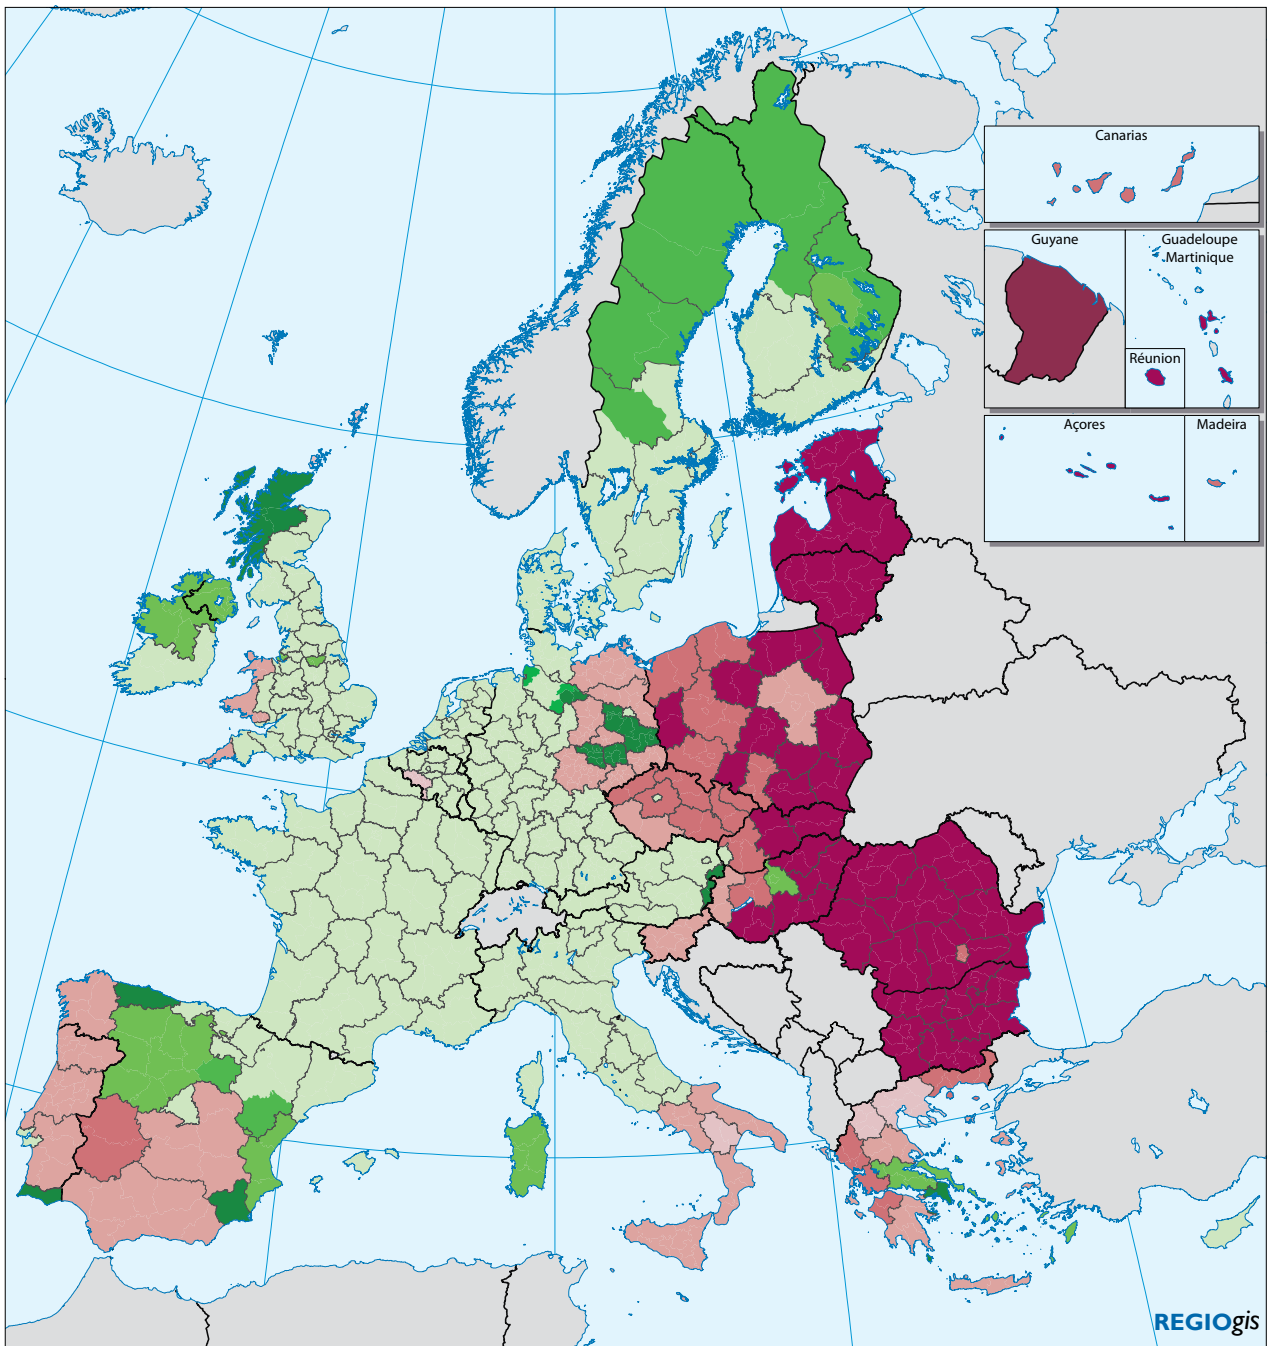 Canarias
Guyane
Guadeloupe
Martinique
Réunion
Açores
Madeira
REGIOgis